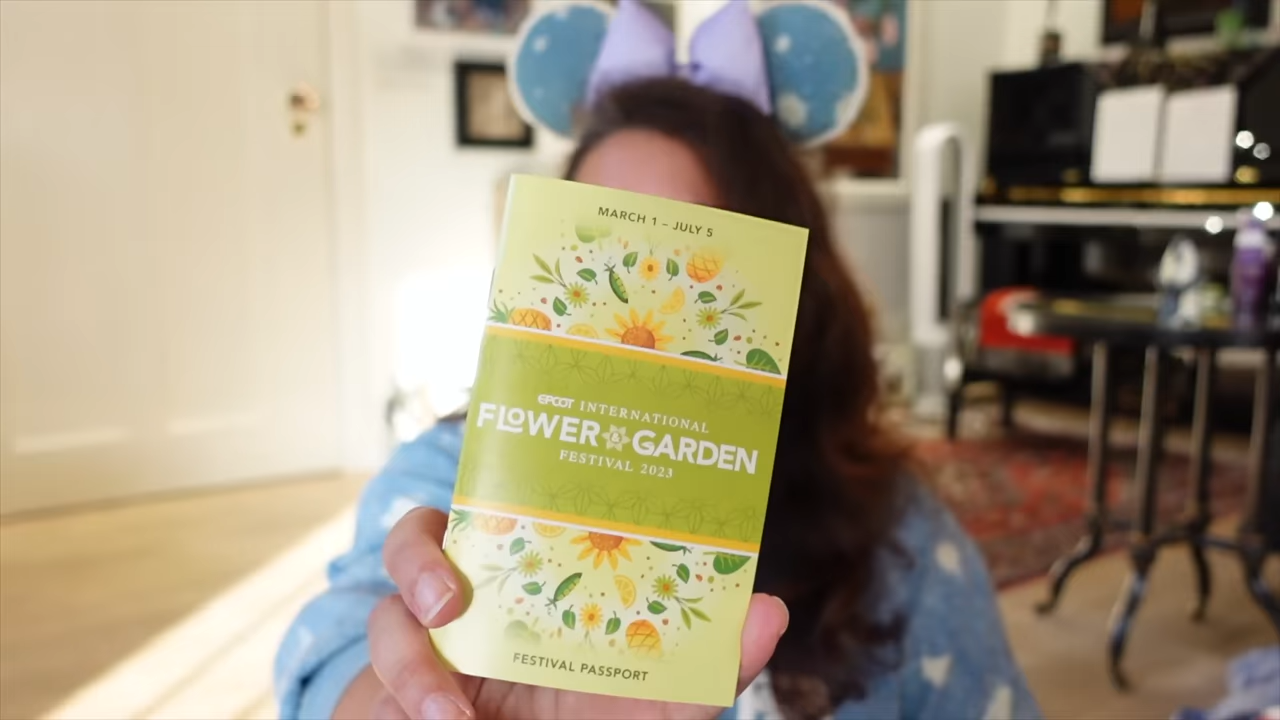 MARCH 1 – JULY 5
EPCOT INTERNATIONAL
FLOWER & GARDEN
FESTIVAL 2023
FESTIVAL PASSPORT